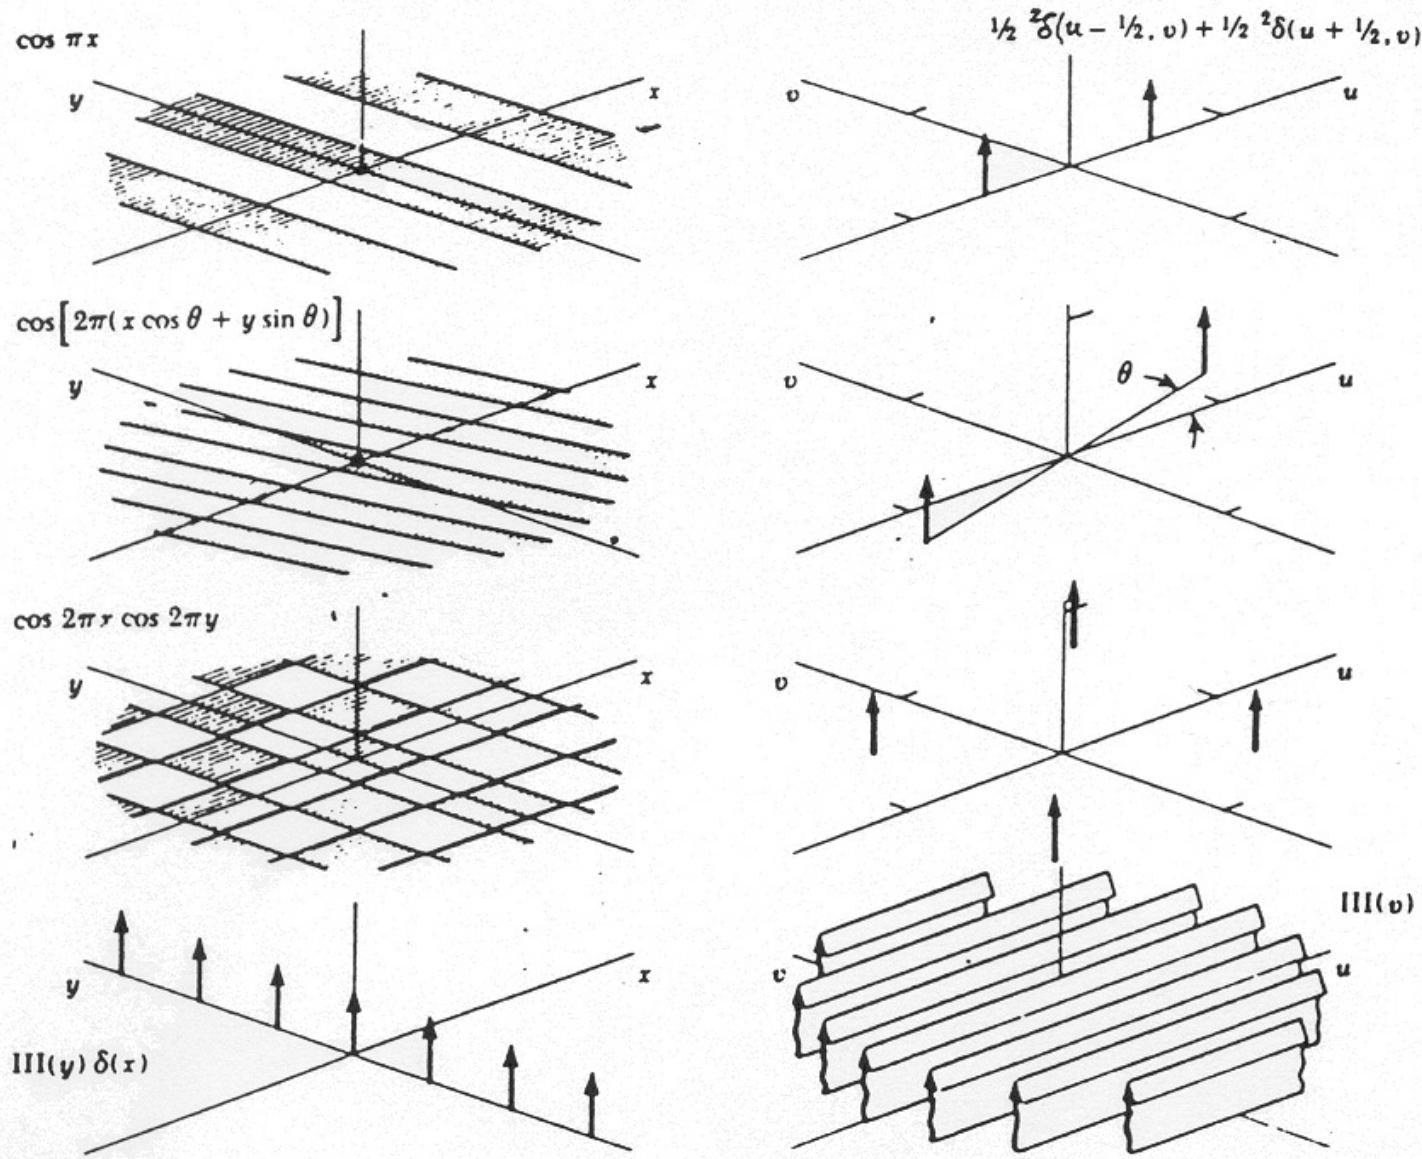 cos πx
y
x
½ ²δ(u − ½, υ) + ½ ²δ(u + ½, υ)
υ
u
cos[2π(x cos θ + y sin θ)]
y
x
υ
θ
u
cos 2πx cos 2πy
y
x
υ
u
y
x
III(y) δ(x)
υ
u
III(υ)